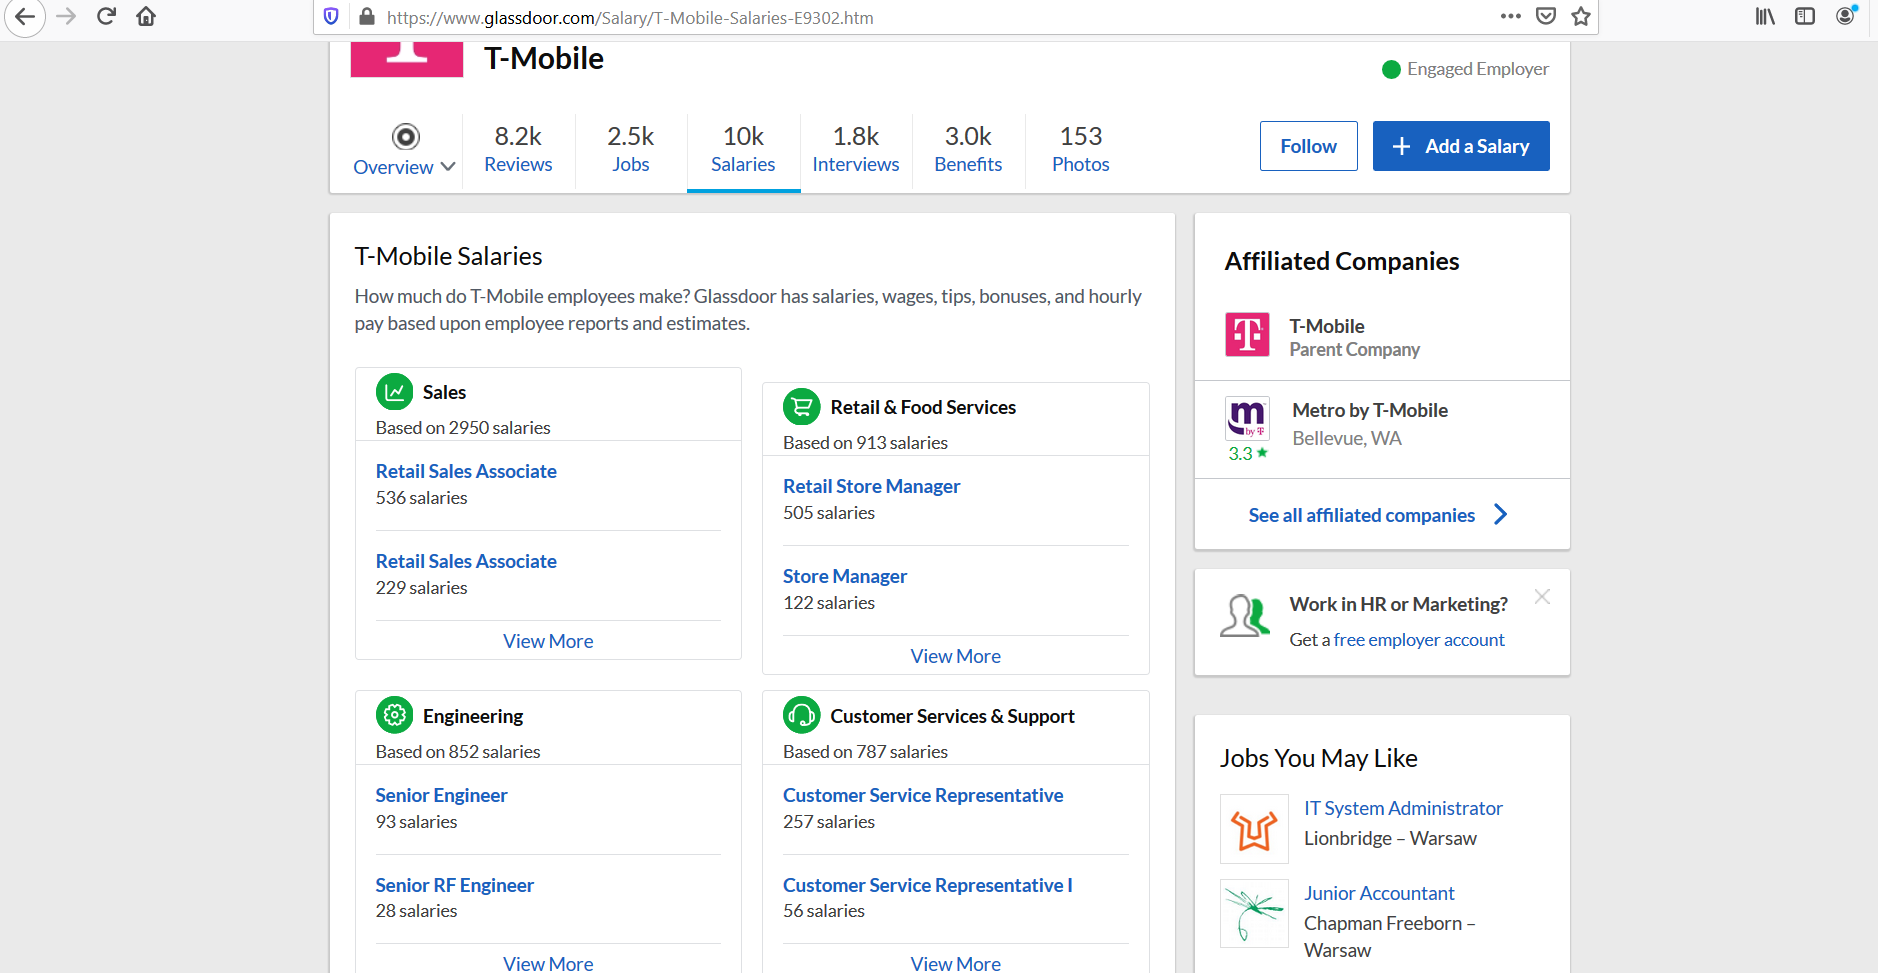 https://www.glassdoor.com/Salary/T-Mobile-Salaries-E9302.htm
T-Mobile
Engaged Employer
Overview
8.2k
Reviews
2.5k
Jobs
10k
Salaries
1.8k
Interviews
3.0k
Benefits
153
Photos
Follow
+ Add a Salary
T-Mobile Salaries
How much do T-Mobile employees make? Glassdoor has salaries, wages, tips, bonuses, and hourly
pay based upon employee reports and estimates.
Sales
Based on 2950 salaries
Retail Sales Associate
536 salaries
Retail Sales Associate
229 salaries
View More
Retail & Food Services
Based on 913 salaries
Retail Store Manager
505 salaries
Store Manager
122 salaries
View More
Engineering
Based on 852 salaries
Senior Engineer
93 salaries
Senior RF Engineer
28 salaries
View More
Customer Services & Support
Based on 787 salaries
Customer Service Representative
257 salaries
Customer Service Representative I
56 salaries
View More
Affiliated Companies
T
T-Mobile
Parent Company
m
by T
3.3
Metro by T-Mobile
Bellevue, WA
See all affiliated companies
Work in HR or Marketing?
Get a free employer account
Jobs You May Like
IT System Administrator
Lionbridge – Warsaw
Junior Accountant
Chapman Freeborn –
Warsaw